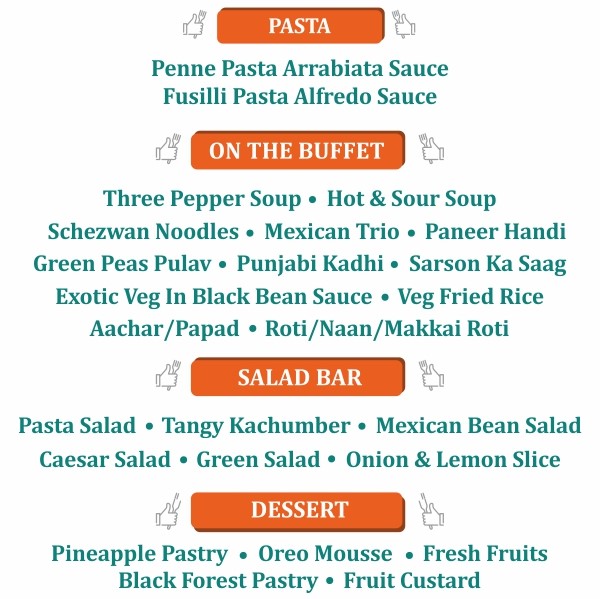 PASTA
Penne Pasta Arrabiata Sauce
Fusilli Pasta Alfredo Sauce
ON THE BUFFET
Three Pepper Soup • Hot & Sour Soup
Schezwan Noodles • Mexican Trio • Paneer Handi
Green Peas Pulav • Punjabi Kadhi • Sarson Ka Saag
Exotic Veg In Black Bean Sauce • Veg Fried Rice
Aachar/Papad • Roti/Naan/Makkai Roti
SALAD BAR
Pasta Salad • Tangy Kachumber • Mexican Bean Salad
Caesar Salad • Green Salad • Onion & Lemon Slice
DESSERT
Pineapple Pastry • Oreo Mousse • Fresh Fruits
Black Forest Pastry • Fruit Custard